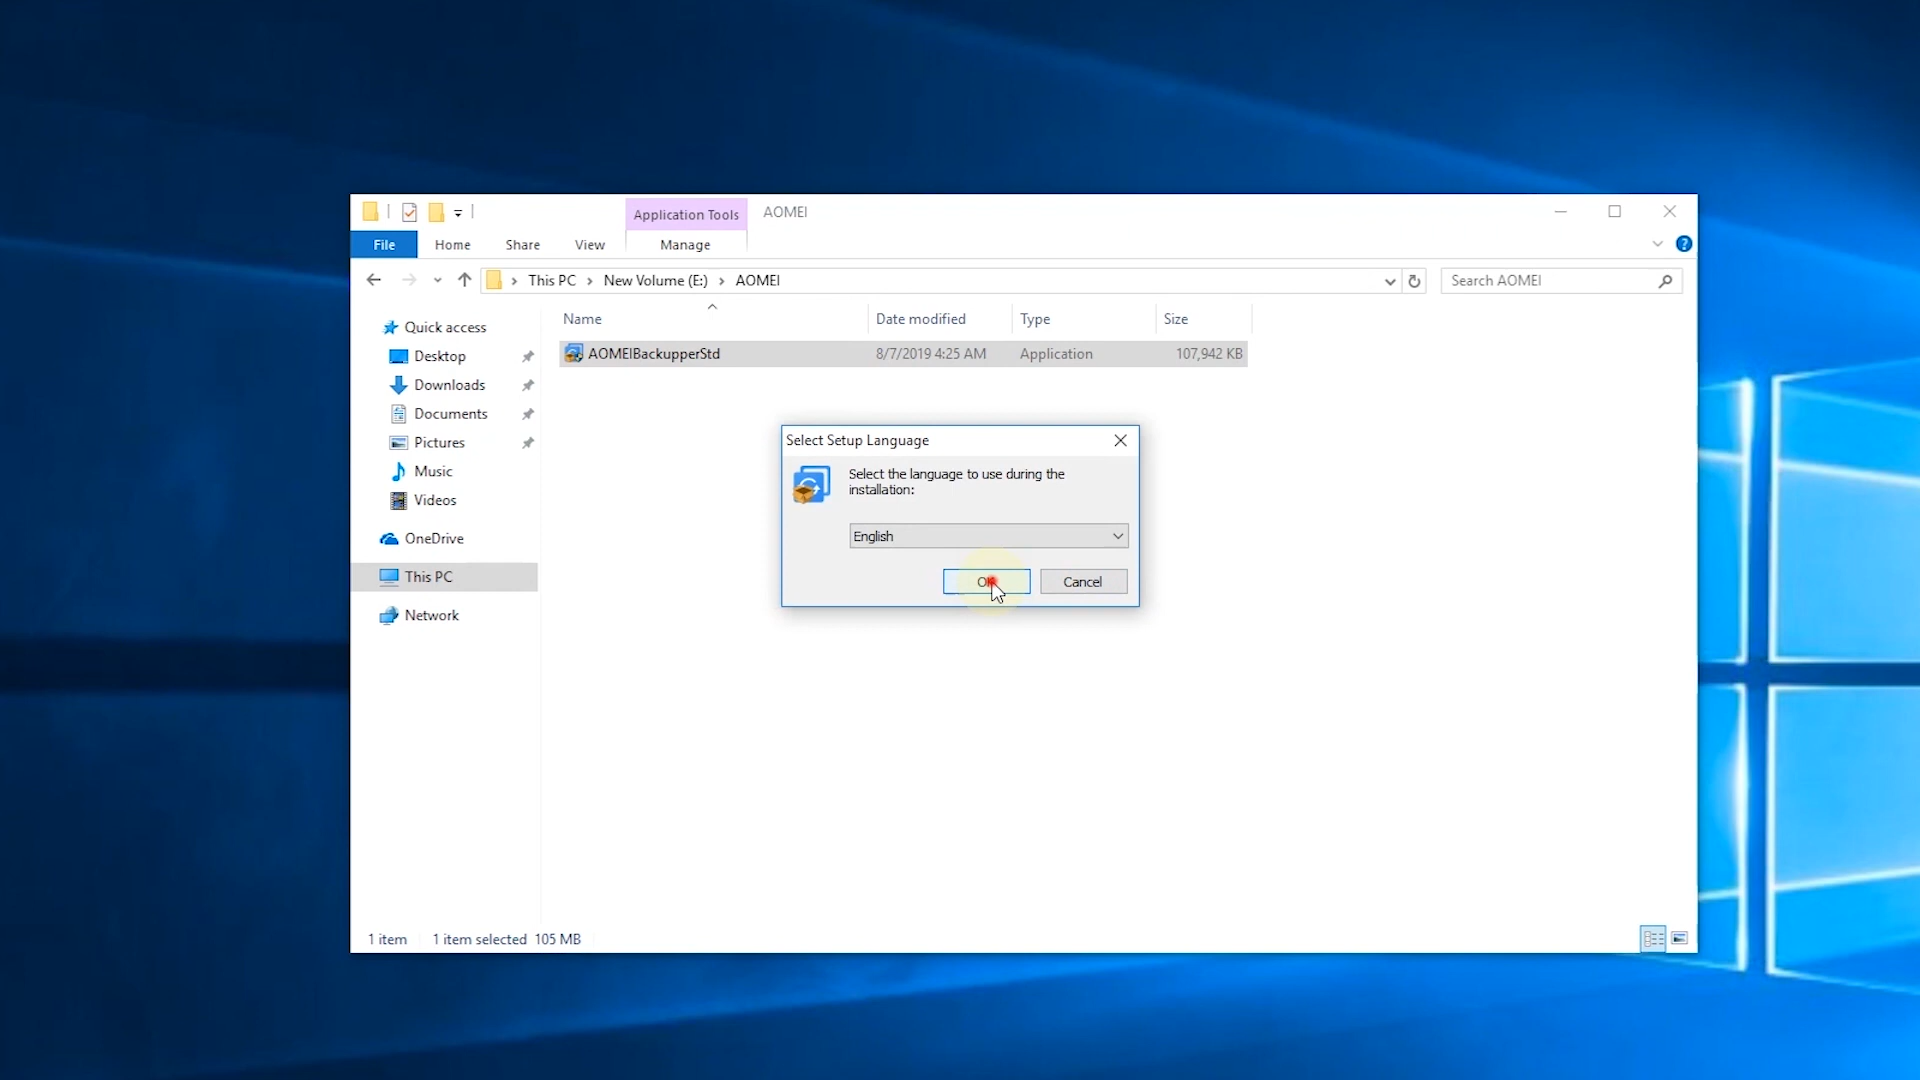 Application Tools AOMEI
File Home Share View Manage
This PC New Volume (E:) AOMEI Search AOMEI
Name Date modified Type Size
AOMEIBackupperStd 8/7/2019 4:25 AM Application 107,942 KB
Quick access
Desktop
Downloads
Documents
Pictures
Music
Videos
OneDrive
This PC
Network
Select Setup Language
Select the language to use during the
installation:
English
OK Cancel
1 item 1 item selected 105 MB